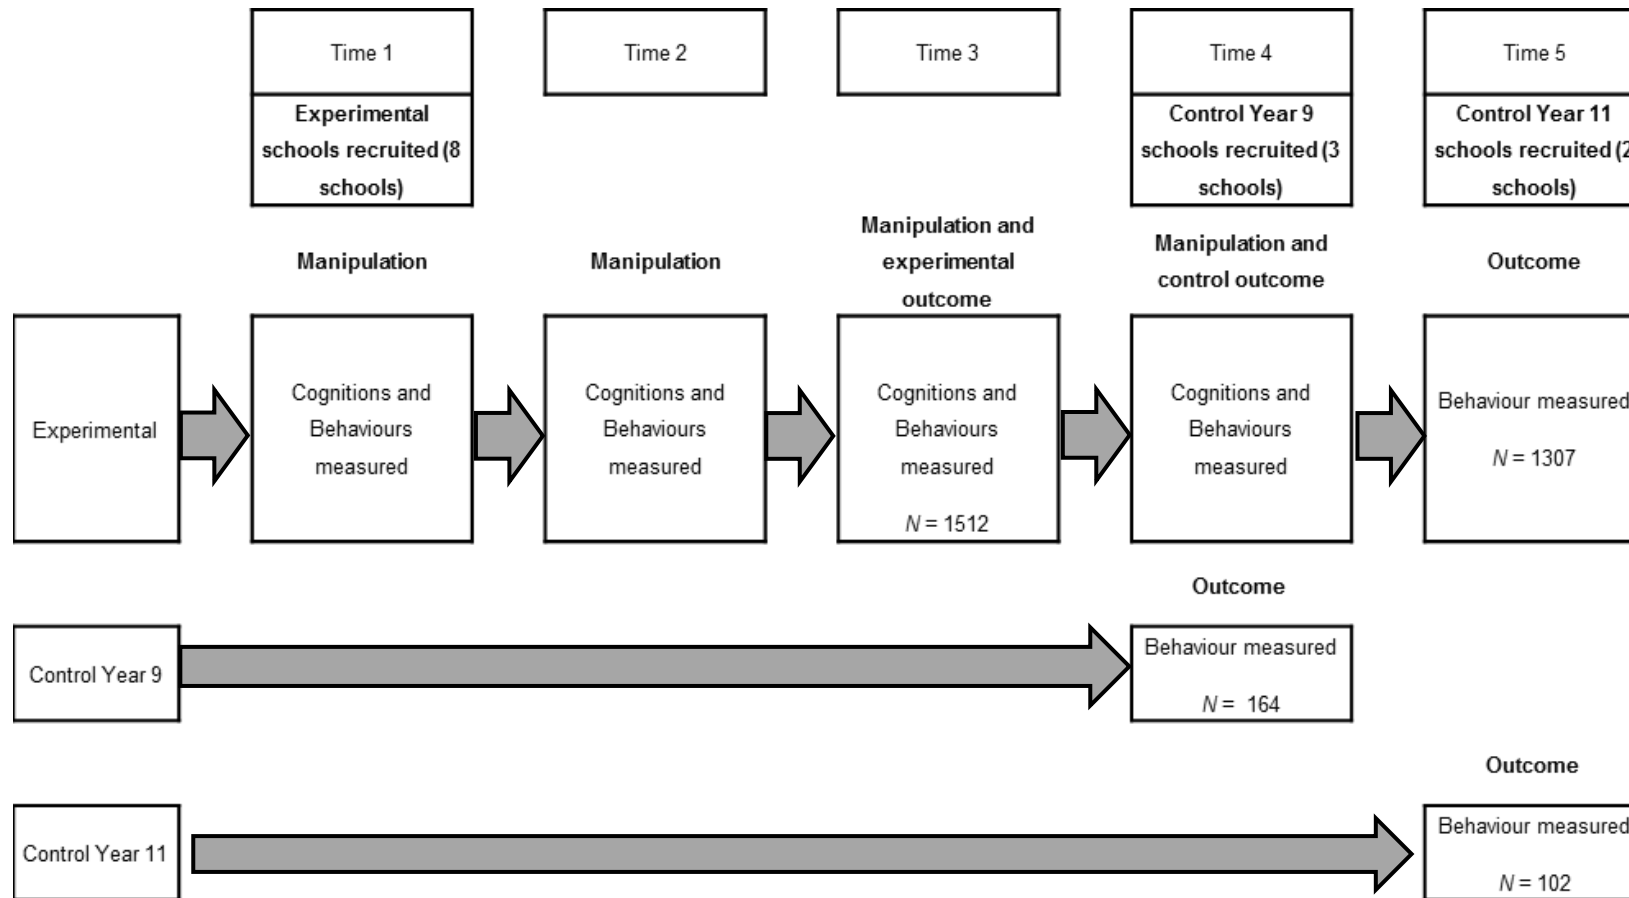 Time 1
Time 2
Time 3
Time 4
Time 5
Experimental
schools recruited (8
schools)
Control Year 9
schools recruited (3
schools)
Control Year 11
schools recruited (2
schools)
Manipulation
Manipulation
Manipulation and
experimental
outcome
Manipulation and
control outcome
Outcome
Experimental
Cognitions and
Behaviours
measured
Cognitions and
Behaviours
measured
Cognitions and
Behaviours
measured
N = 1512
Cognitions and
Behaviours
measured
Behaviour measured
N = 1307
Outcome
Control Year 9
Behaviour measured
N = 164
Outcome
Control Year 11
Behaviour measured
N = 102